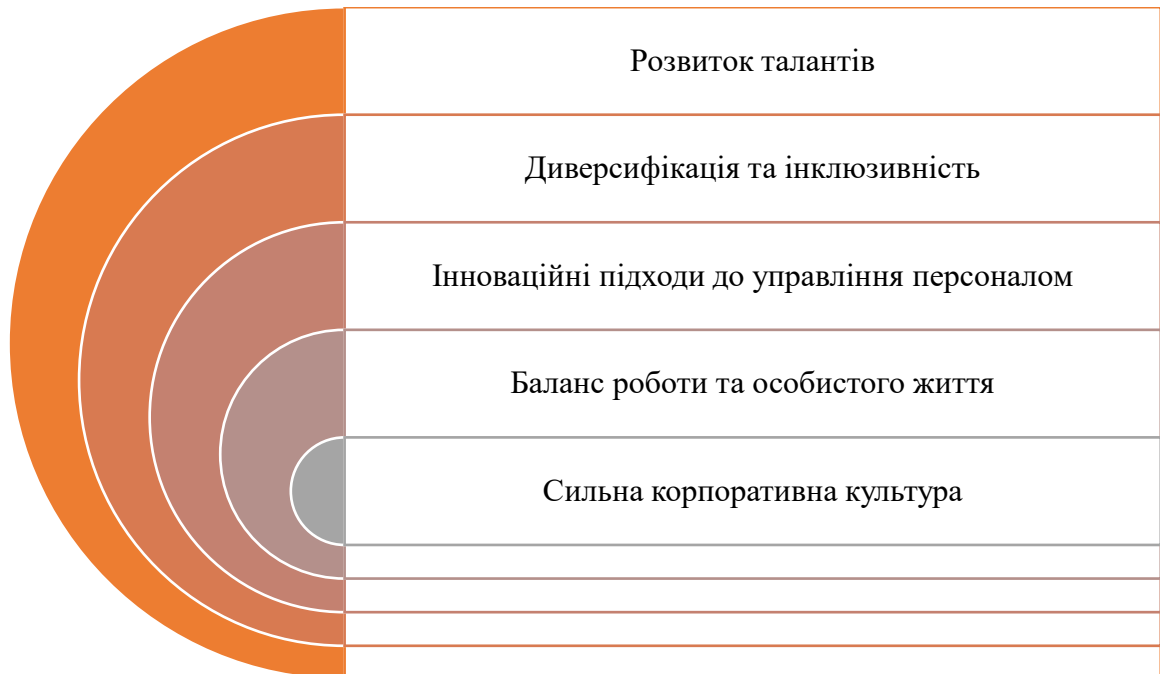 Розвиток талантів
Диверсифікація та інклюзивність
Інноваційні підходи до управління персоналом
Баланс роботи та особистого життя
Сильна корпоративна культура